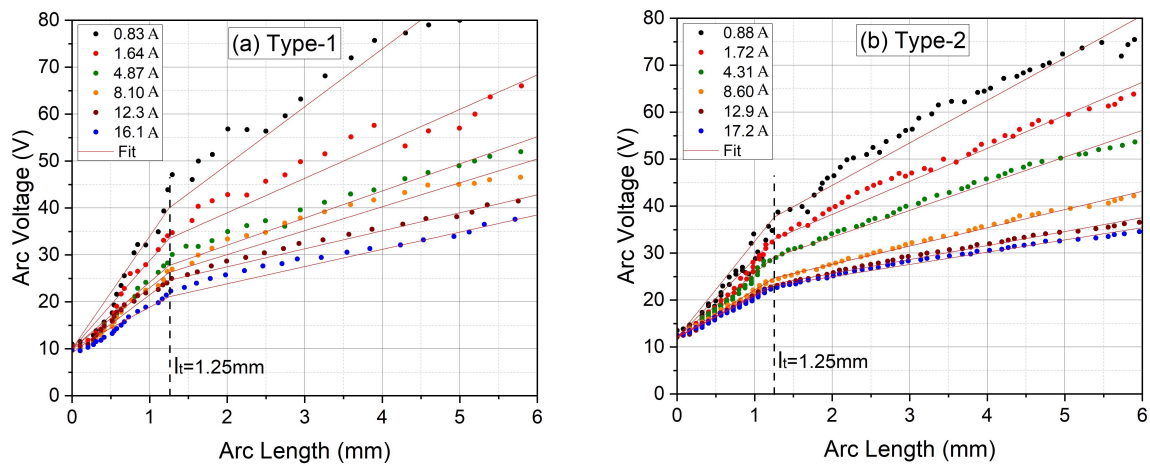 (a) Type-1
0.83 A
1.64 A
4.87 A
8.10 A
12.3 A
16.1 A
Fit
80
70
60
50
40
30
20
10
0
Arc Voltage (V)
lt=1.25mm
0 1 2 3 4 5 6
Arc Length (mm)
(b) Type-2
0.88 A
1.72 A
4.31 A
8.60 A
12.9 A
17.2 A
Fit
80
70
60
50
40
30
20
10
0
Arc Voltage (V)
lt=1.25mm
0 1 2 3 4 5 6
Arc Length (mm)